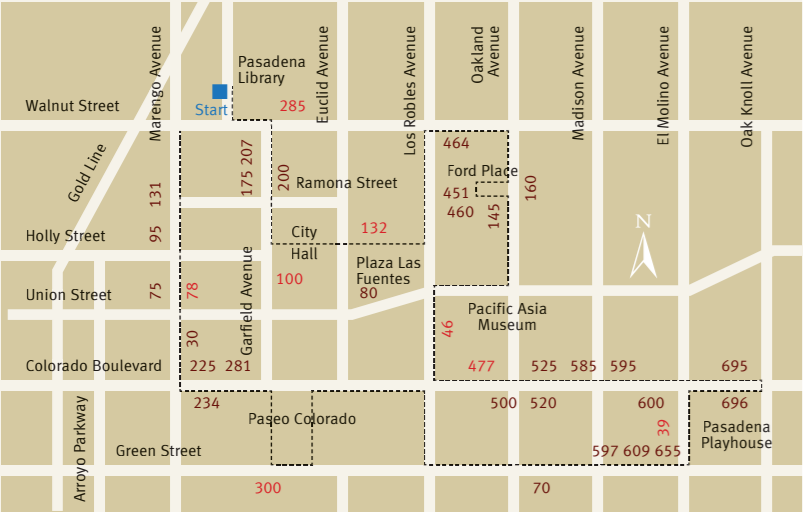 Marengo Avenue
Pasadena
Library
Euclid Avenue
Los Robles Avenue
Oakland
Avenue
Madison Avenue
El Molino Avenue
Oak Knoll Avenue
Walnut Street
Start
285
Gold Line
464
175 207
200
Ramona Street
Ford Place
131
451
160
460
145
Holly Street
95
City
Hall
132
N
Union Street
75
78
Garfield Avenue
100
Plaza Las
Fuentes
80
Pacific Asia
Museum
46
30
Colorado Boulevard
225
281
477
525
585
595
695
234
Paseo Colorado
500
520
600
696
39
Pasadena
Playhouse
Arroyo Parkway
Green Street
597 609 655
300
70